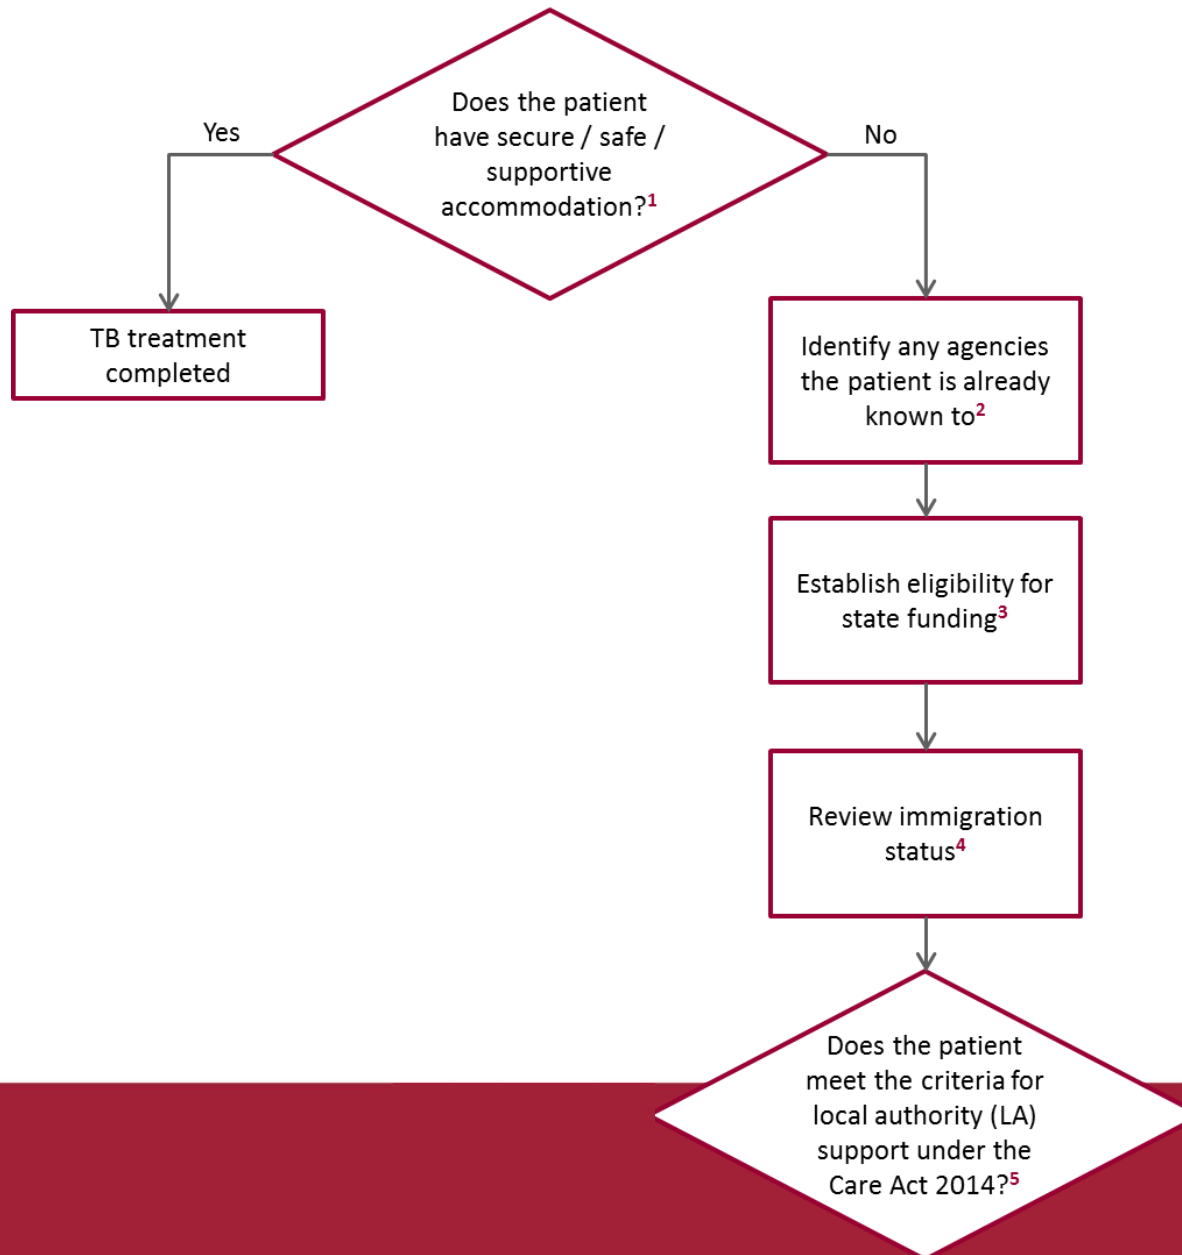 Does the patient
have secure / safe /
supportive
accommodation?1
Yes
No
TB treatment
completed
Identify any agencies
the patient is already
known to2
Establish eligibility for
state funding3
Review immigration
status4
Does the patient
meet the criteria for
local authority (LA)
support under the
Care Act 2014?5